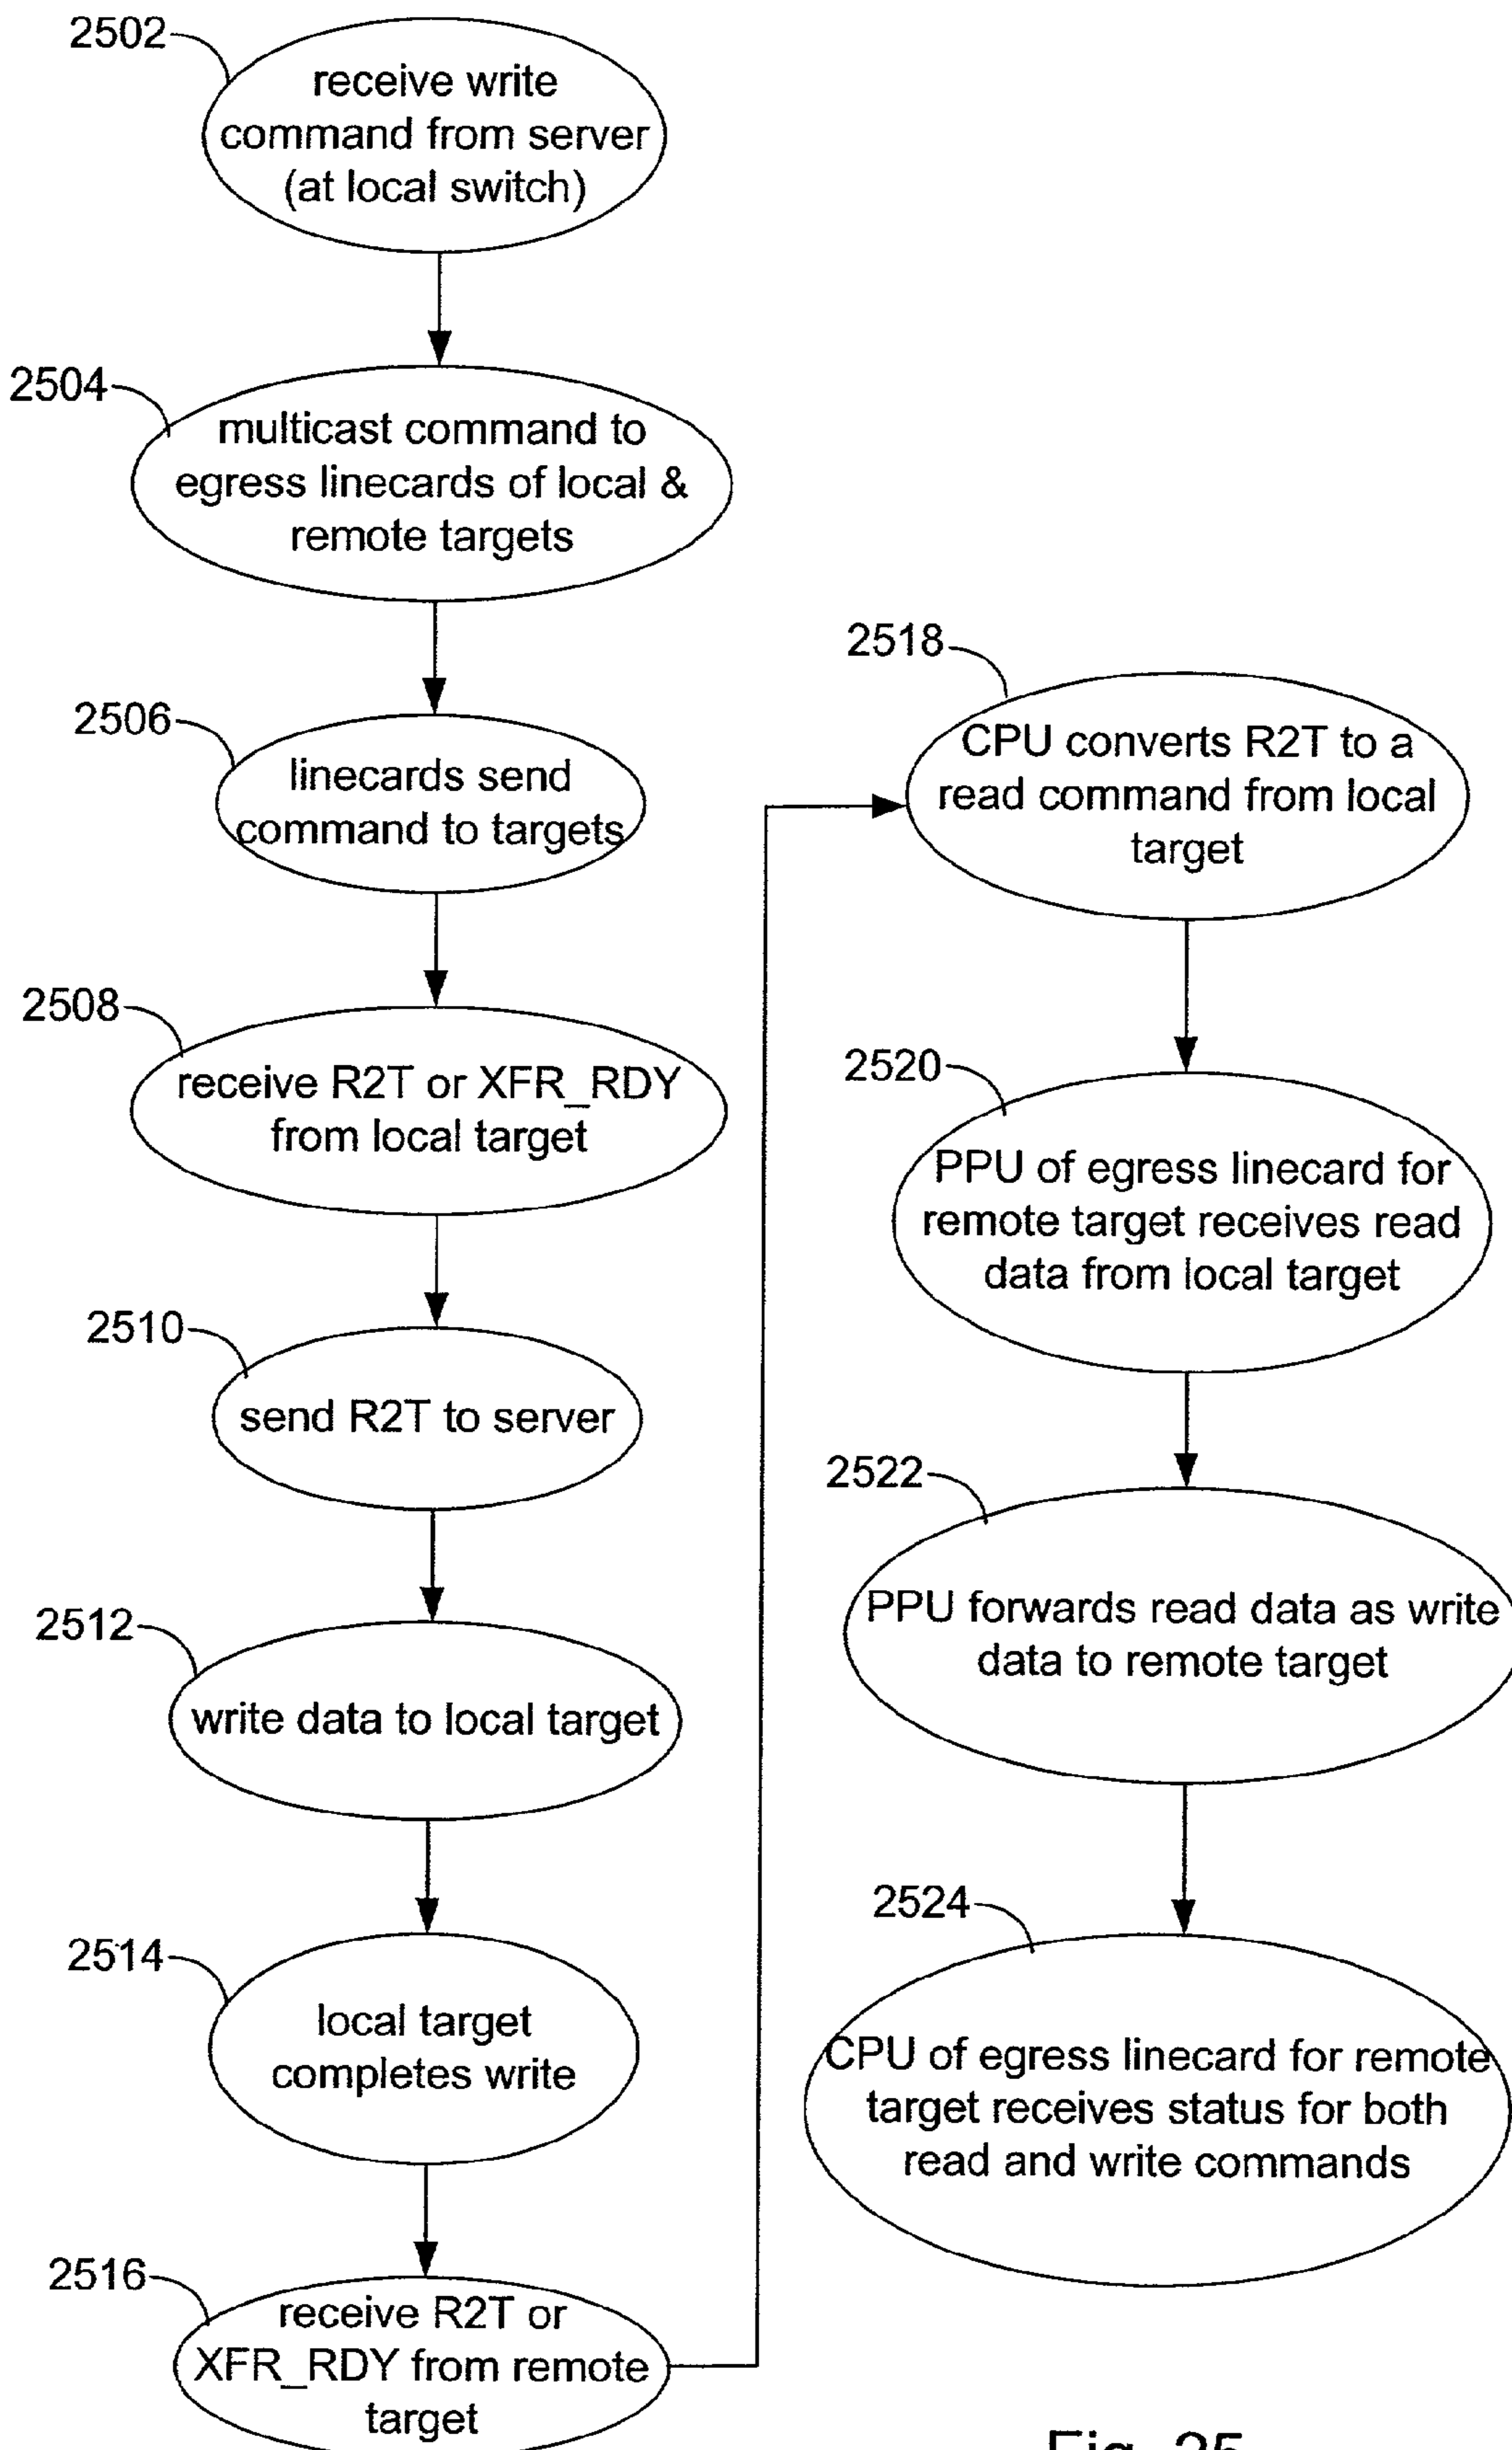 2502
receive write
command from server
(at local switch)
2504
multicast command to
egress linecards of local &
remote targets
2506
linecards send
command to targets
2508
receive R2T or XFR_RDY
from local target
2510
send R2T to server
2512
write data to local target
2514
local target
completes write
2516
receive R2T or
XFR_RDY from remote
target
2518
CPU converts R2T to a
read command from local
target
2520
PPU of egress linecard for
remote target receives read
data from local target
2522
PPU forwards read data as write
data to remote target
2524
CPU of egress linecard for remote
target receives status for both
read and write commands
Fig. 25